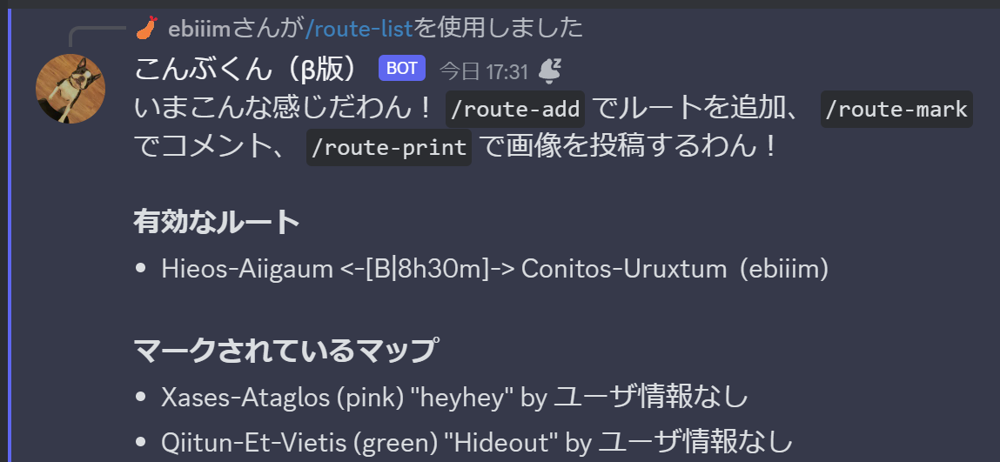 ebiiimさんが/route-listを使用しました
こんぶくん（β版） BOT 今日 17:31
いまこんな感じだわん！ /route-add でルートを追加、 /route-mark
でコメント、 /route-print で画像を投稿するわん！
有効なルート
• Hieos-Aiigaum <-[B|8h30m]-> Conitos-Uruxtum (ebiiim)
マークされているマップ
• Xases-Ataglos (pink) "heyhey" by ユーザ情報なし
• Qiitun-Et-Vietis (green) "Hideout" by ユーザ情報なし